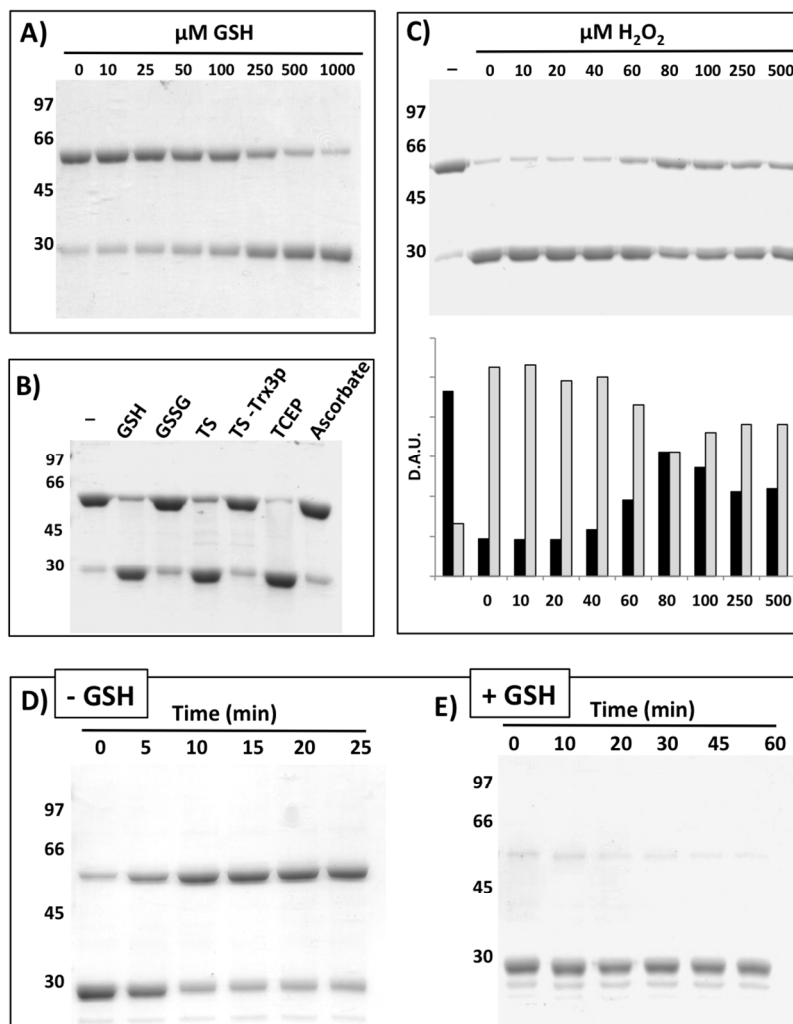 A)
µM GSH
0 10 25 50 100 250 500 1000
97
66
45
30
B)
– GSH GSSG TS TS -Trx3p TCEP Ascorbate
97
66
45
30
C)
µM H₂O₂
– 0 10 20 40 60 80 100 250 500
97
66
45
30
D.A.U.
0 10 20 40 60 80 100 250 500
D)
- GSH
Time (min)
0 5 10 15 20 25
97
66
45
30
E)
+ GSH
Time (min)
0 10 20 30 45 60
97
66
45
30